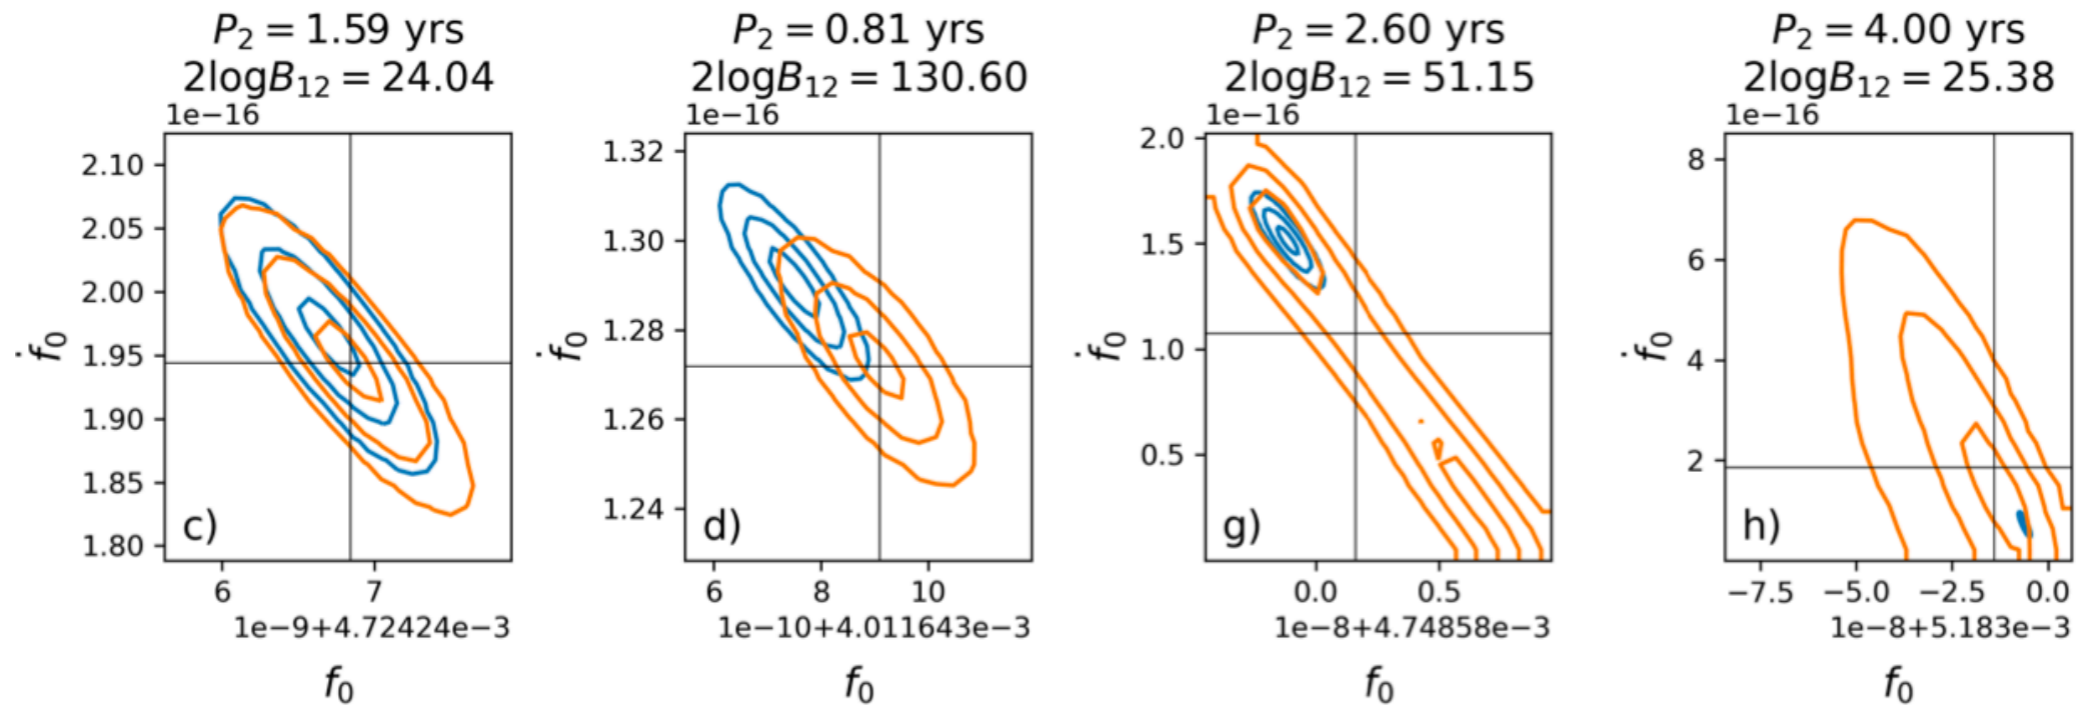 P₂ = 1.59 yrs
2logB₁₂ = 24.04
1e−16
2.10
2.05
2.00
1.95
1.90
1.85
1.80
ḟ₀
c)
6 7
1e−9+4.72424e−3
f₀
P₂ = 0.81 yrs
2logB₁₂ = 130.60
1e−16
1.32
1.30
1.28
1.26
1.24
ḟ₀
d)
6 8 10
1e−10+4.011643e−3
f₀
P₂ = 2.60 yrs
2logB₁₂ = 51.15
1e−16
2.0
1.5
1.0
0.5
ḟ₀
g)
0.0 0.5
1e−8+4.74858e−3
f₀
P₂ = 4.00 yrs
2logB₁₂ = 25.38
1e−16
8
6
4
2
ḟ₀
h)
−7.5 −5.0 −2.5 0.0
1e−8+5.183e−3
f₀